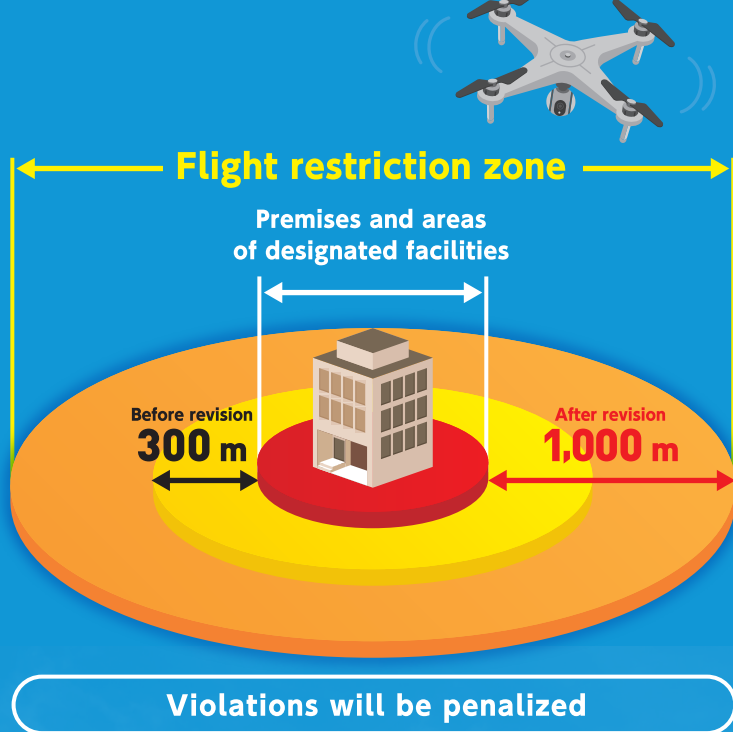 Flight restriction zone
Premises and areas
of designated facilities
Before revision
300 m
After revision
1,000 m
Violations will be penalized